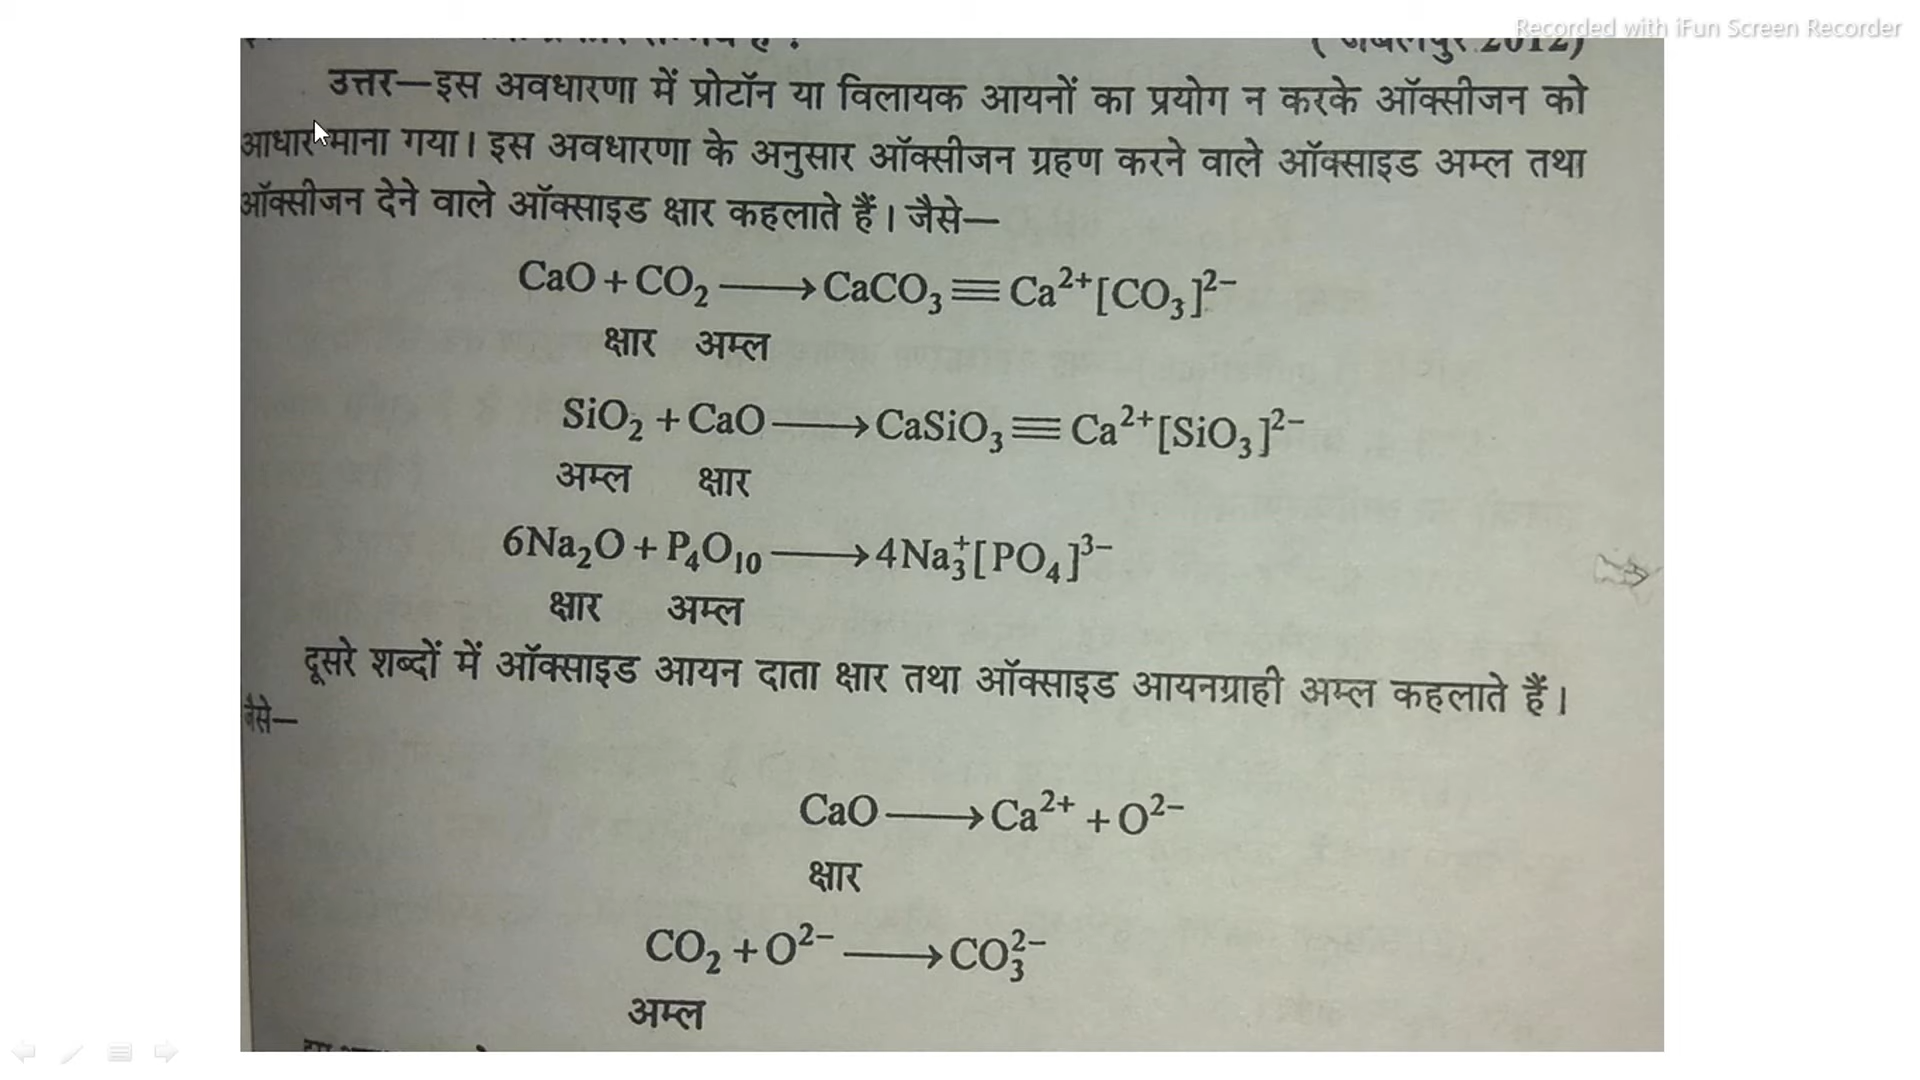 Recorded with iFun Screen Recorder
( जबलपुर 2012)
उत्तर—इस अवधारणा में प्रोटॉन या विलायक आयनों का प्रयोग न करके ऑक्सीजन को
आधार माना गया। इस अवधारणा के अनुसार ऑक्सीजन ग्रहण करने वाले ऑक्साइड अम्ल तथा
ऑक्सीजन देने वाले ऑक्साइड क्षार कहलाते हैं। जैसे—
CaO + CO₂ ⟶ CaCO₃ ≡ Ca²⁺[CO₃]²⁻
क्षार अम्ल
SiO₂ + CaO ⟶ CaSiO₃ ≡ Ca²⁺[SiO₃]²⁻
अम्ल क्षार
6Na₂O + P₄O₁₀ ⟶ 4Na₃⁺[PO₄]³⁻
क्षार अम्ल
दूसरे शब्दों में ऑक्साइड आयन दाता क्षार तथा ऑक्साइड आयनग्राही अम्ल कहलाते हैं।
जैसे—
CaO ⟶ Ca²⁺ + O²⁻
क्षार
CO₂ + O²⁻ ⟶ CO₃²⁻
अम्ल